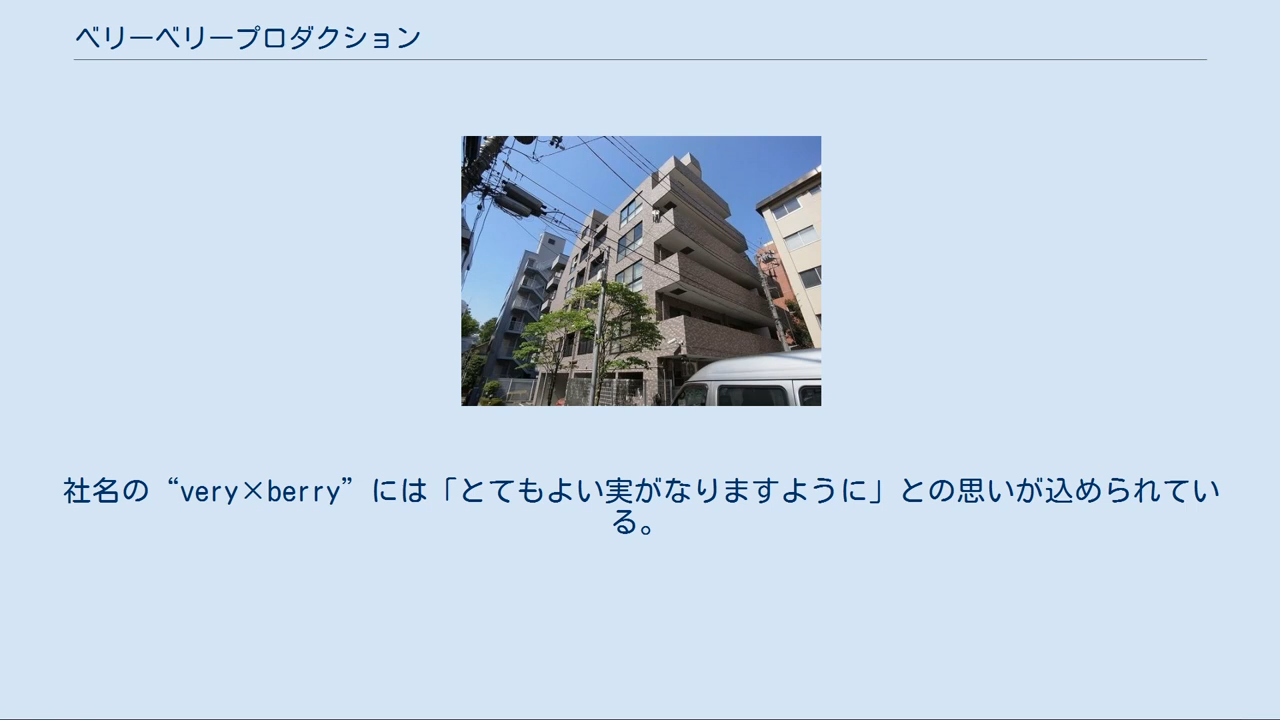 ベリーベリープロダクション
社名の“very×berry”には「とてもよい実がなりますように」との思いが込められてい
る。